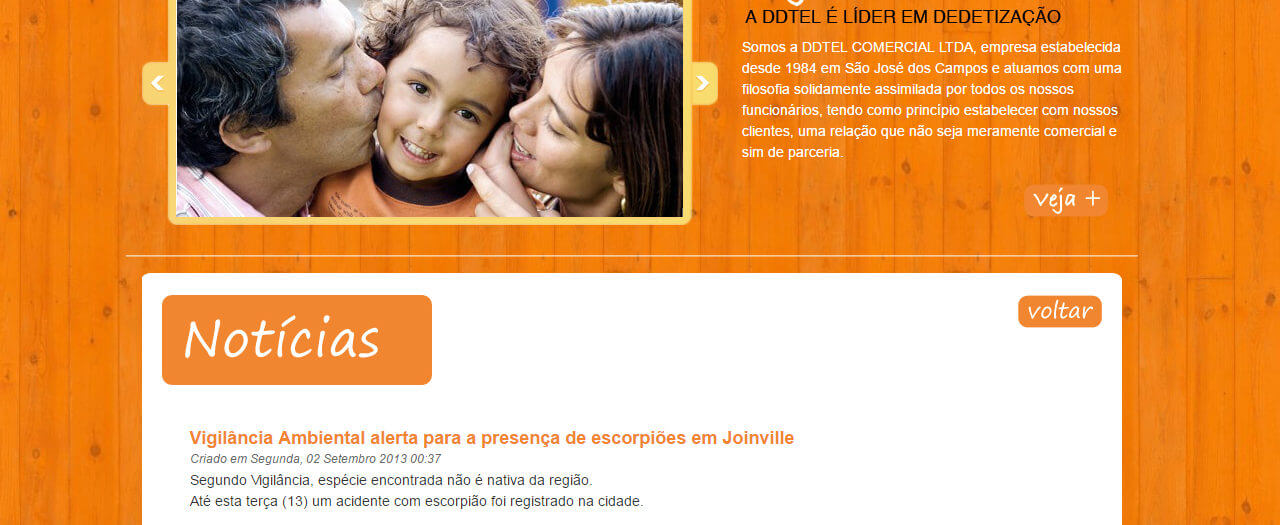 A DDTEL É LÍDER EM DEDETIZAÇÃO
Somos a DDTEL COMERCIAL LTDA, empresa estabelecida
desde 1984 em São José dos Campos e atuamos com uma
filosofia solidamente assimilada por todos os nossos
funcionários, tendo como princípio estabelecer com nossos
clientes, uma relação que não seja meramente comercial e
sim de parceria.
veja +
Notícias
voltar
Vigilância Ambiental alerta para a presença de escorpiões em Joinville
Criado em Segunda, 02 Setembro 2013 00:37
Segundo Vigilância, espécie encontrada não é nativa da região.
Até esta terça (13) um acidente com escorpião foi registrado na cidade.